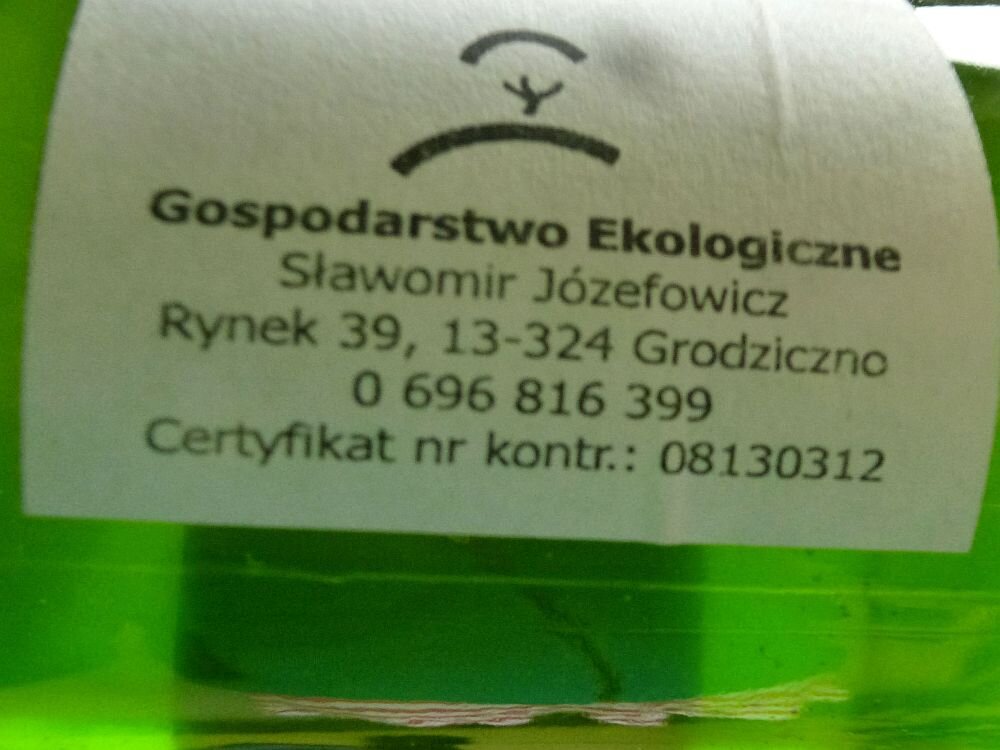 Gospodarstwo Ekologiczne
Sławomir Józefowicz
Rynek 39, 13-324 Grodziczno
0 696 816 399
Certyfikat nr kontr.: 08130312